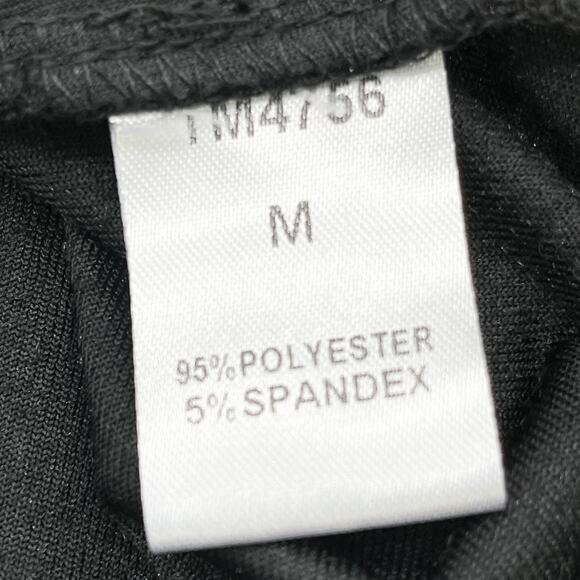 TM4756
M
95% POLYESTER
5% SPANDEX